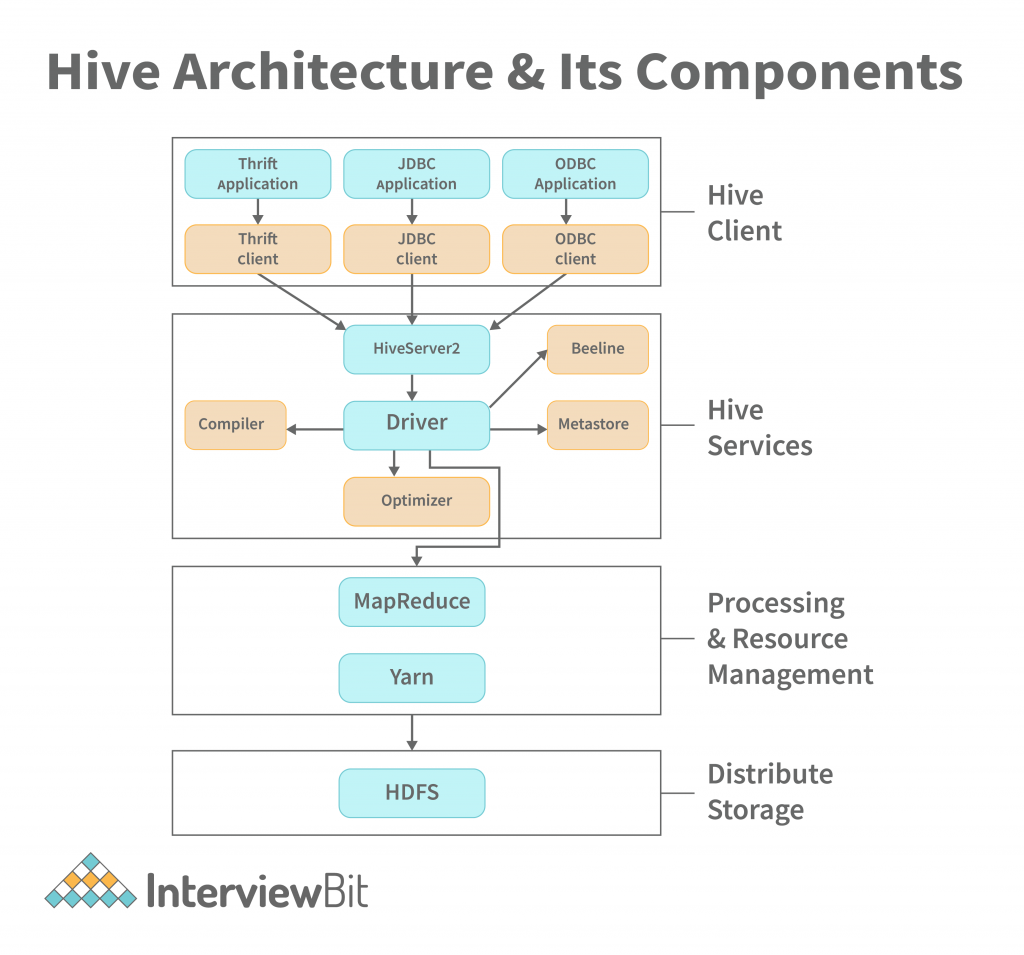 Hive Architecture & Its Components
Thrift
Application
JDBC
Application
ODBC
Application
Thrift
client
JDBC
client
ODBC
client
Hive
Client
HiveServer2
Beeline
Compiler
Driver
Metastore
Optimizer
Hive
Services
MapReduce
Yarn
Processing
& Resource
Management
HDFS
Distribute
Storage
InterviewBit